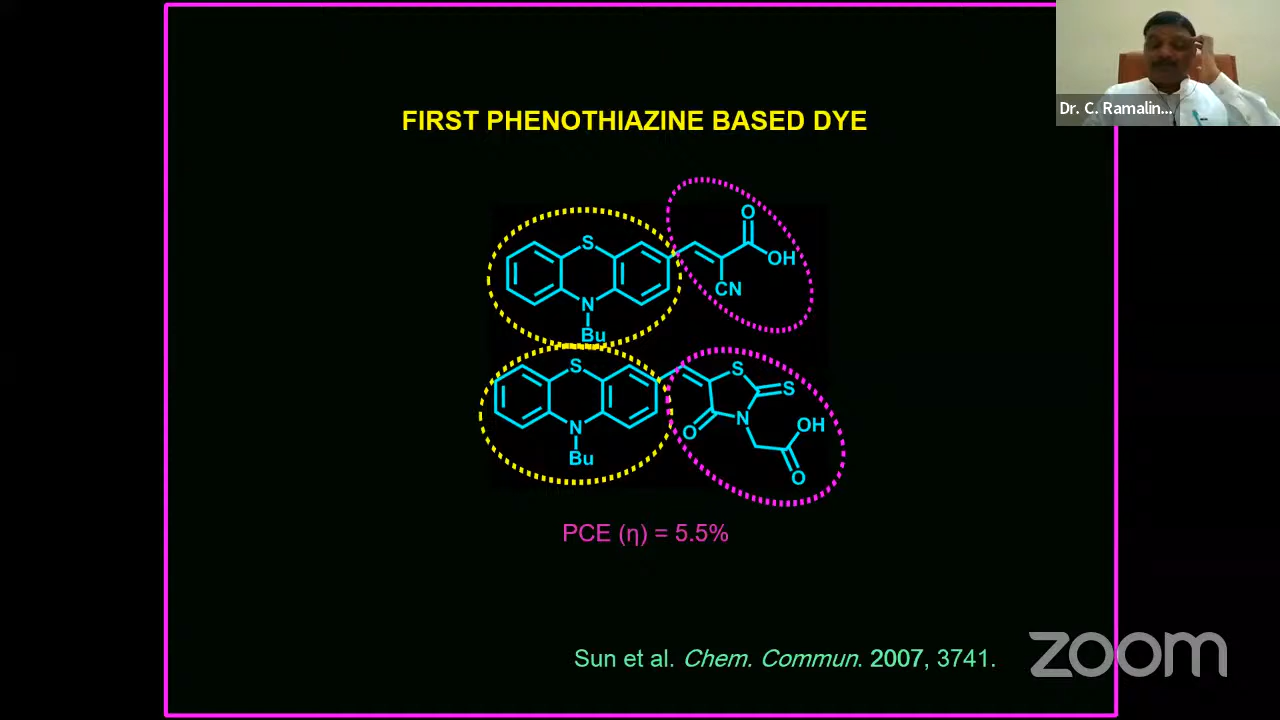 Dr. C. Ramalin...
FIRST PHENOTHIAZINE BASED DYE
O
S
OH
CN
N
Bu
S
S
S
N
OH
O
N
Bu
O
PCE (η) = 5.5%
Sun et al. Chem. Commun. 2007, 3741.
zoom